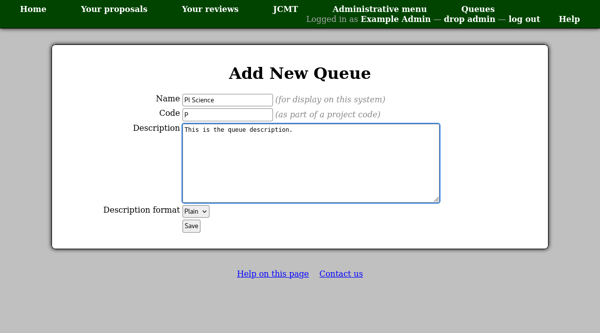 Home Your proposals Your reviews JCMT Administrative menu Queues
Logged in as Example Admin — drop admin — log out Help
Add New Queue
Name PI Science (for display on this system)
Code P (as part of a project code)
Description This is the queue description.
Description format Plain
Save
Help on this page Contact us